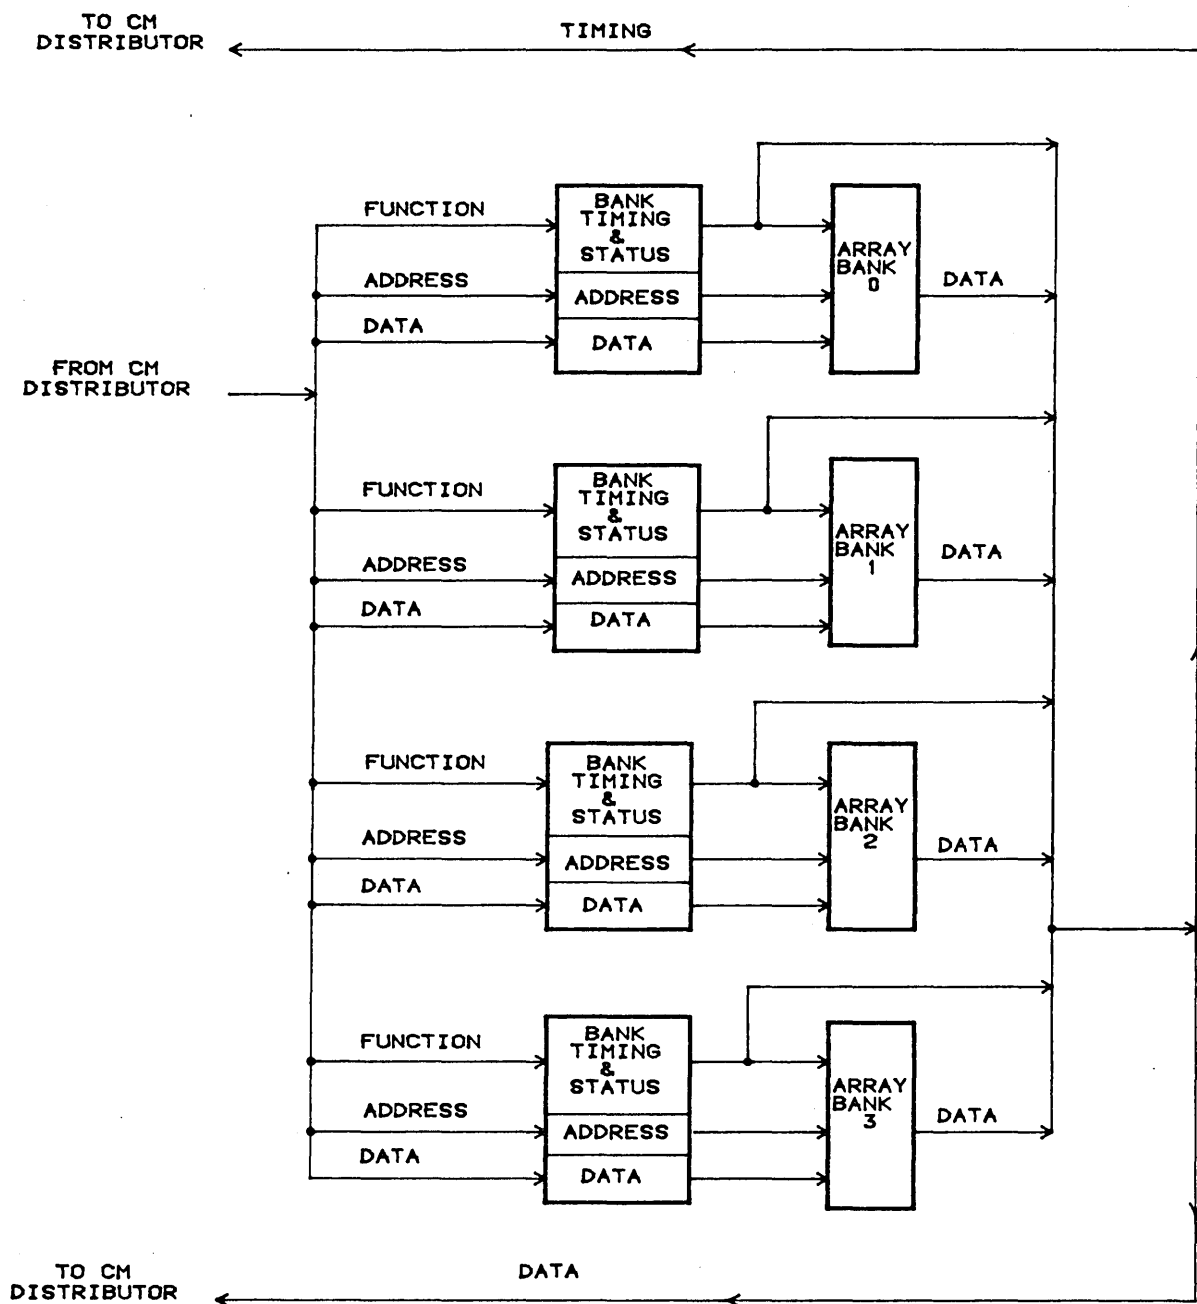 TO CM
DISTRIBUTOR
TIMING
FUNCTION
BANK
TIMING
&
STATUS
ARRAY
BANK
0
ADDRESS
ADDRESS
DATA
DATA
DATA
FROM CM
DISTRIBUTOR
FUNCTION
BANK
TIMING
&
STATUS
ARRAY
BANK
1
ADDRESS
ADDRESS
DATA
DATA
DATA
FUNCTION
BANK
TIMING
&
STATUS
ARRAY
BANK
2
ADDRESS
ADDRESS
DATA
DATA
DATA
FUNCTION
BANK
TIMING
&
STATUS
ARRAY
BANK
3
ADDRESS
ADDRESS
DATA
DATA
DATA
TO CM
DISTRIBUTOR
DATA